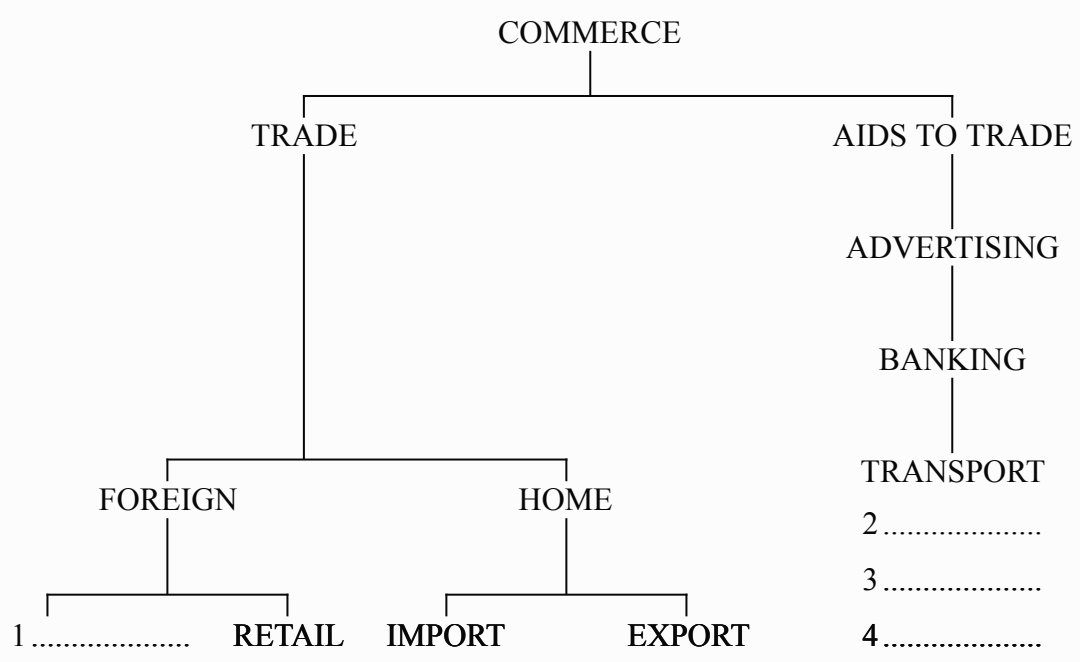 COMMERCE
TRADE AIDS TO TRADE
ADVERTISING
BANKING
TRANSPORT
FOREIGN HOME
2 ....................
3 ....................
1 .................... RETAIL IMPORT EXPORT 4 ....................